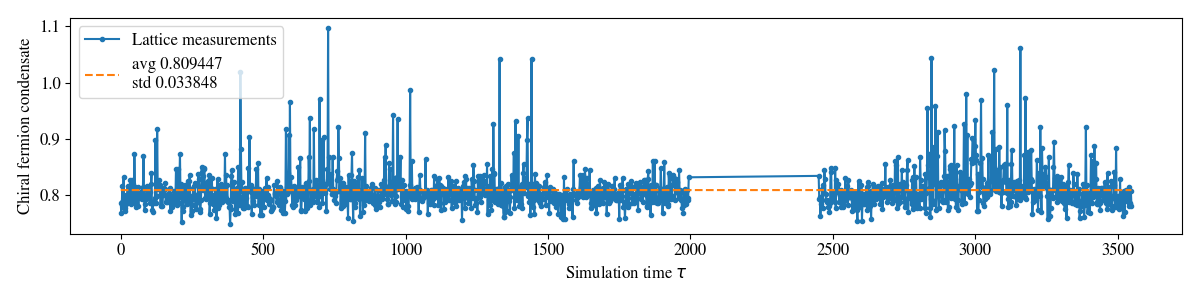 1.1
1.0
0.9
0.8
Chiral fermion condensate
Lattice measurements
avg 0.809447
std 0.033848
0 500 1000 1500 2000 2500 3000 3500
Simulation time τ